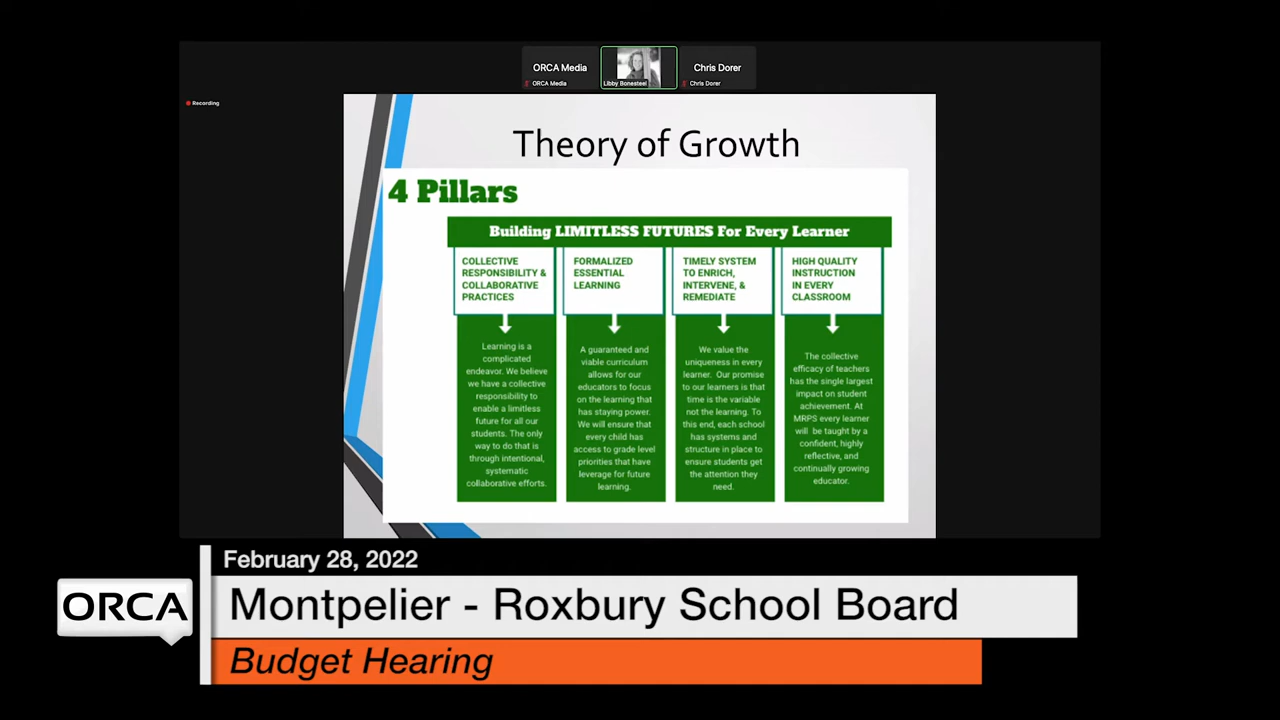 ORCA Media
ORCA Media
Libby Bonesteel
Chris Dorer
Chris Dorer
Recording
Theory of Growth
4 Pillars
Building LIMITLESS FUTURES For Every Learner
COLLECTIVE
RESPONSIBILITY &
COLLABORATIVE
PRACTICES
Learning is a
complicated
endeavor. We believe
we have a collective
responsibility to
enable a limitless
future for all our
students. The only
way to do that is
through intentional,
systematic
collaborative efforts.
FORMALIZED
ESSENTIAL
LEARNING
A guaranteed and
viable curriculum
allows for our
educators to focus
on the learning that
has staying power.
We will ensure that
every child has
access to grade level
priorities that have
leverage for future
learning.
TIMELY SYSTEM
TO ENRICH,
INTERVENE, &
REMEDIATE
We value the
uniqueness in every
learner. Our promise
to our learners is that
time is the variable
not the learning. To
this end, each school
has systems and
structure in place to
ensure students get
the attention they
need.
HIGH QUALITY
INSTRUCTION
IN EVERY
CLASSROOM
The collective
efficacy of teachers
has the single largest
impact on student
achievement. At
MRPS every learner
will be taught by a
confident, highly
reflective, and
continually growing
educator.
February 28, 2022
ORCA
Montpelier - Roxbury School Board
Budget Hearing